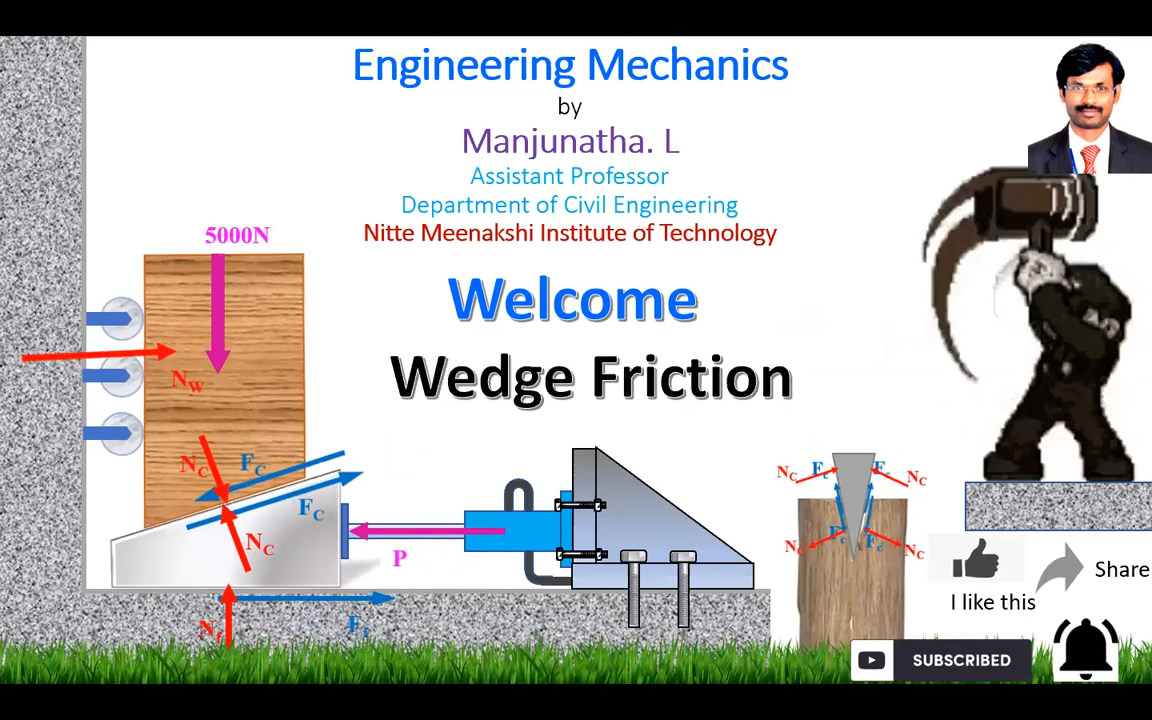 Engineering Mechanics
by
Manjunatha. L
Assistant Professor
Department of Civil Engineering
Nitte Meenakshi Institute of Technology
5000N
Welcome
Wedge Friction
N_W
N_C
F_C
F_C
N_C
P
N_f
F_f
N_C
F_c
F_c
N_C
F_c
F_c
N_C
N_C
Share
I like this
SUBSCRIBED